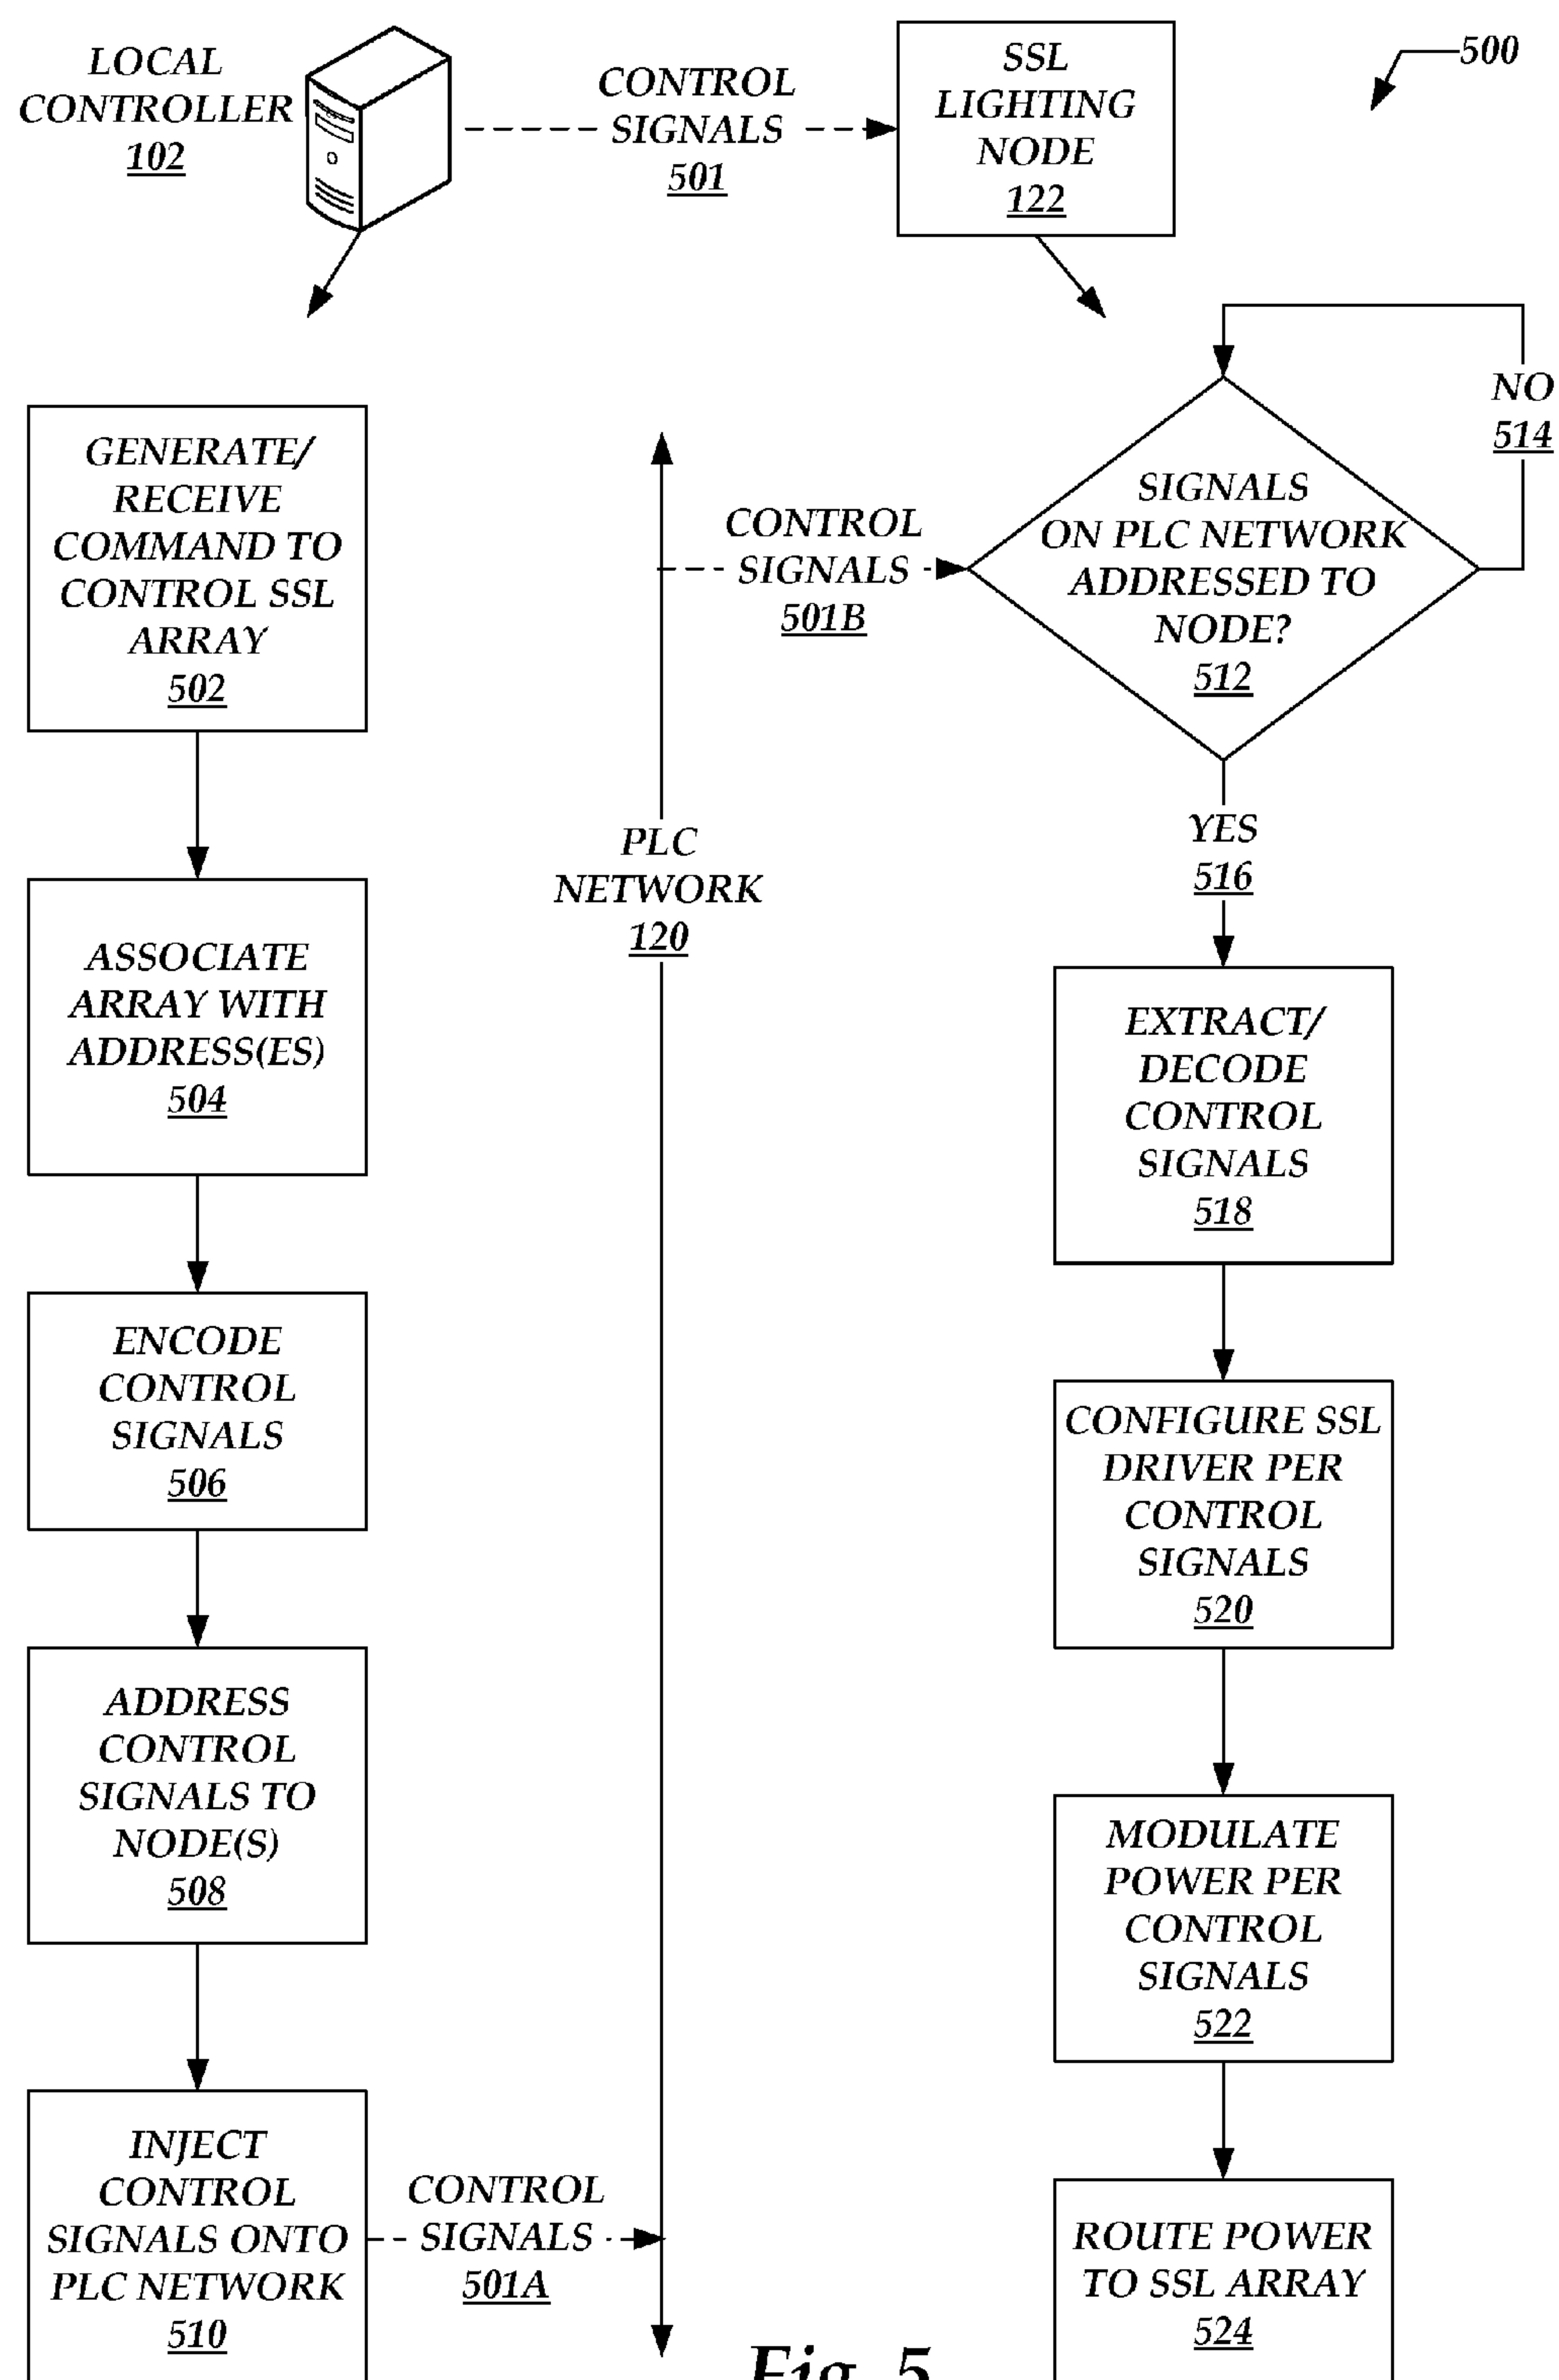 LOCAL
CONTROLLER
102
CONTROL
SIGNALS
501
SSL
LIGHTING
NODE
122
500
GENERATE/
RECEIVE
COMMAND TO
CONTROL SSL
ARRAY
502
ASSOCIATE
ARRAY WITH
ADDRESS(ES)
504
ENCODE
CONTROL
SIGNALS
506
ADDRESS
CONTROL
SIGNALS TO
NODE(S)
508
INJECT
CONTROL
SIGNALS ONTO
PLC NETWORK
510
CONTROL
SIGNALS
501A
PLC
NETWORK
120
CONTROL
SIGNALS
501B
SIGNALS
ON PLC NETWORK
ADDRESSED TO
NODE?
512
NO
514
YES
516
EXTRACT/
DECODE
CONTROL
SIGNALS
518
CONFIGURE SSL
DRIVER PER
CONTROL
SIGNALS
520
MODULATE
POWER PER
CONTROL
SIGNALS
522
ROUTE POWER
TO SSL ARRAY
524
Fig. 5